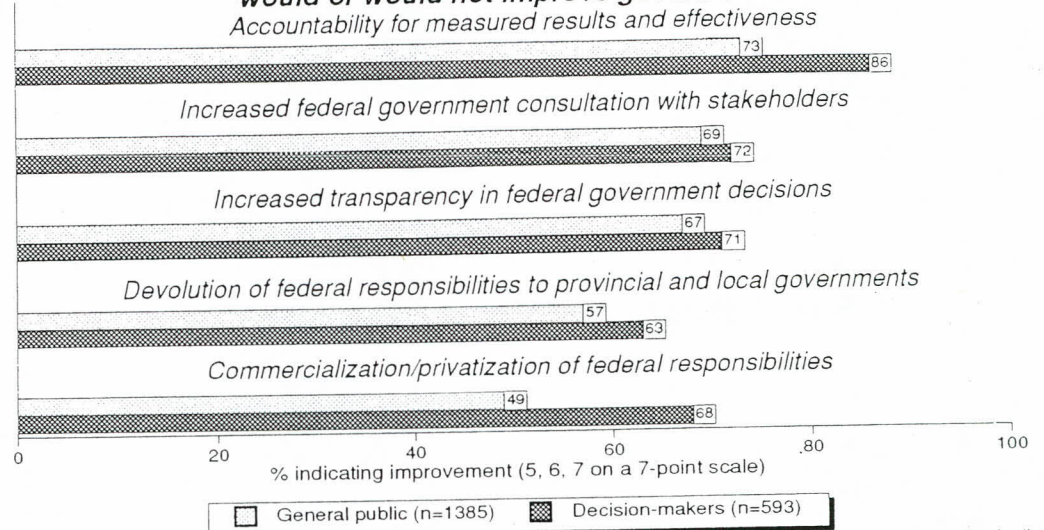 Accountability for measured results and effectiveness
73
86
Increased federal government consultation with stakeholders
69
72
Increased transparency in federal government decisions
67
71
Devolution of federal responsibilities to provincial and local governments
57
63
Commercialization/privatization of federal responsibilities
49
68
0 20 40 60 80 100
% indicating improvement (5, 6, 7 on a 7-point scale)
General public (n=1385) Decision-makers (n=593)